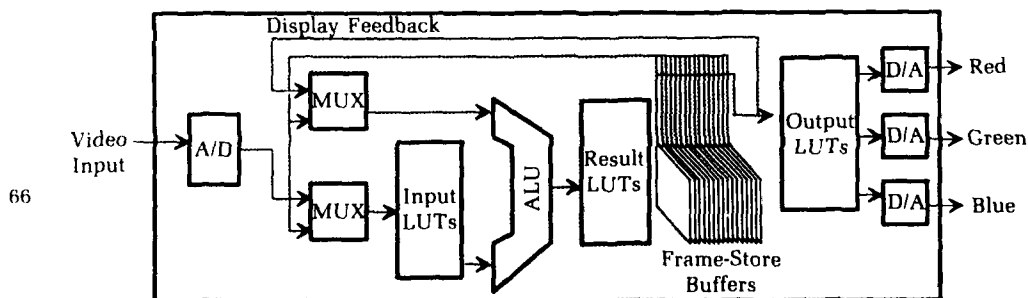 Display Feedback
MUX
D/A
Red
Video
Input
A/D
Output
LUTs
D/A
Green
Result
LUTs
ALU
Input
LUTs
66
MUX
D/A
Blue
Frame-Store
Buffers